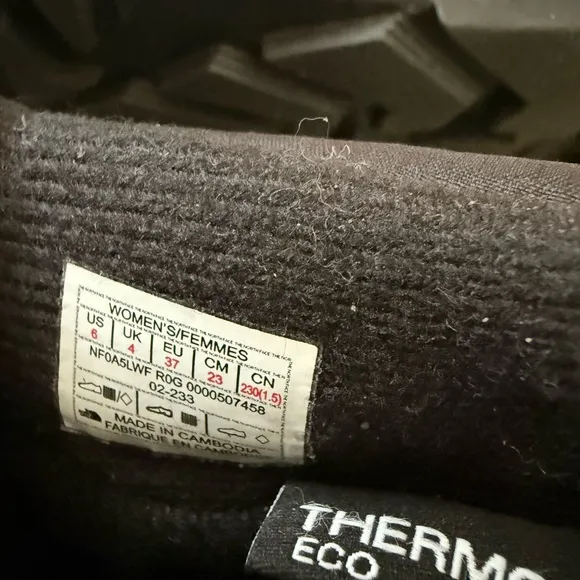 WOMEN'S/FEMMES
US UK EU CM CN
6 4 37 23 230(1.5)
NF0A5LWF R0G 0000507458
02-233
MADE IN CAMBODIA
FABRIQUE EN CAMBODGE
THERMO
ECO